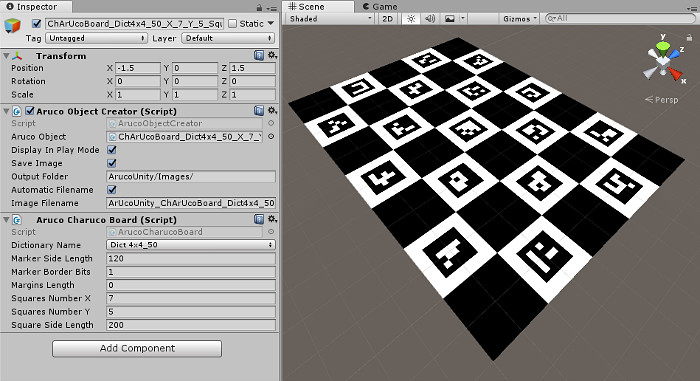 Inspector
ChArUcoBoard_Dict4x4_50_X_7_Y_5_Squ
Static
Tag Untagged Layer Default
Transform
Position X -1.5 Y 0 Z 1.5
Rotation X 0 Y 0 Z 0
Scale X 1 Y 1 Z 1
Aruco Object Creator (Script)
Script ArucoObjectCreator
Aruco Object ChArUcoBoard_Dict4x4_50_X_7_Y
Display In Play Mode
Save Image
Output Folder ArucoUnity/Images/
Automatic Filename
Image Filename ArUcoUnity_ChArUcoBoard_Dict4x4_50
Aruco Charuco Board (Script)
Script ArucoCharucoBoard
Dictionary Name Dict 4x4_50
Marker Side Length 120
Marker Border Bits 1
Margins Length 0
Squares Number X 7
Squares Number Y 5
Square Side Length 200
Add Component
Scene Game
Shaded 2D Gizmos All
y
z
x
Persp